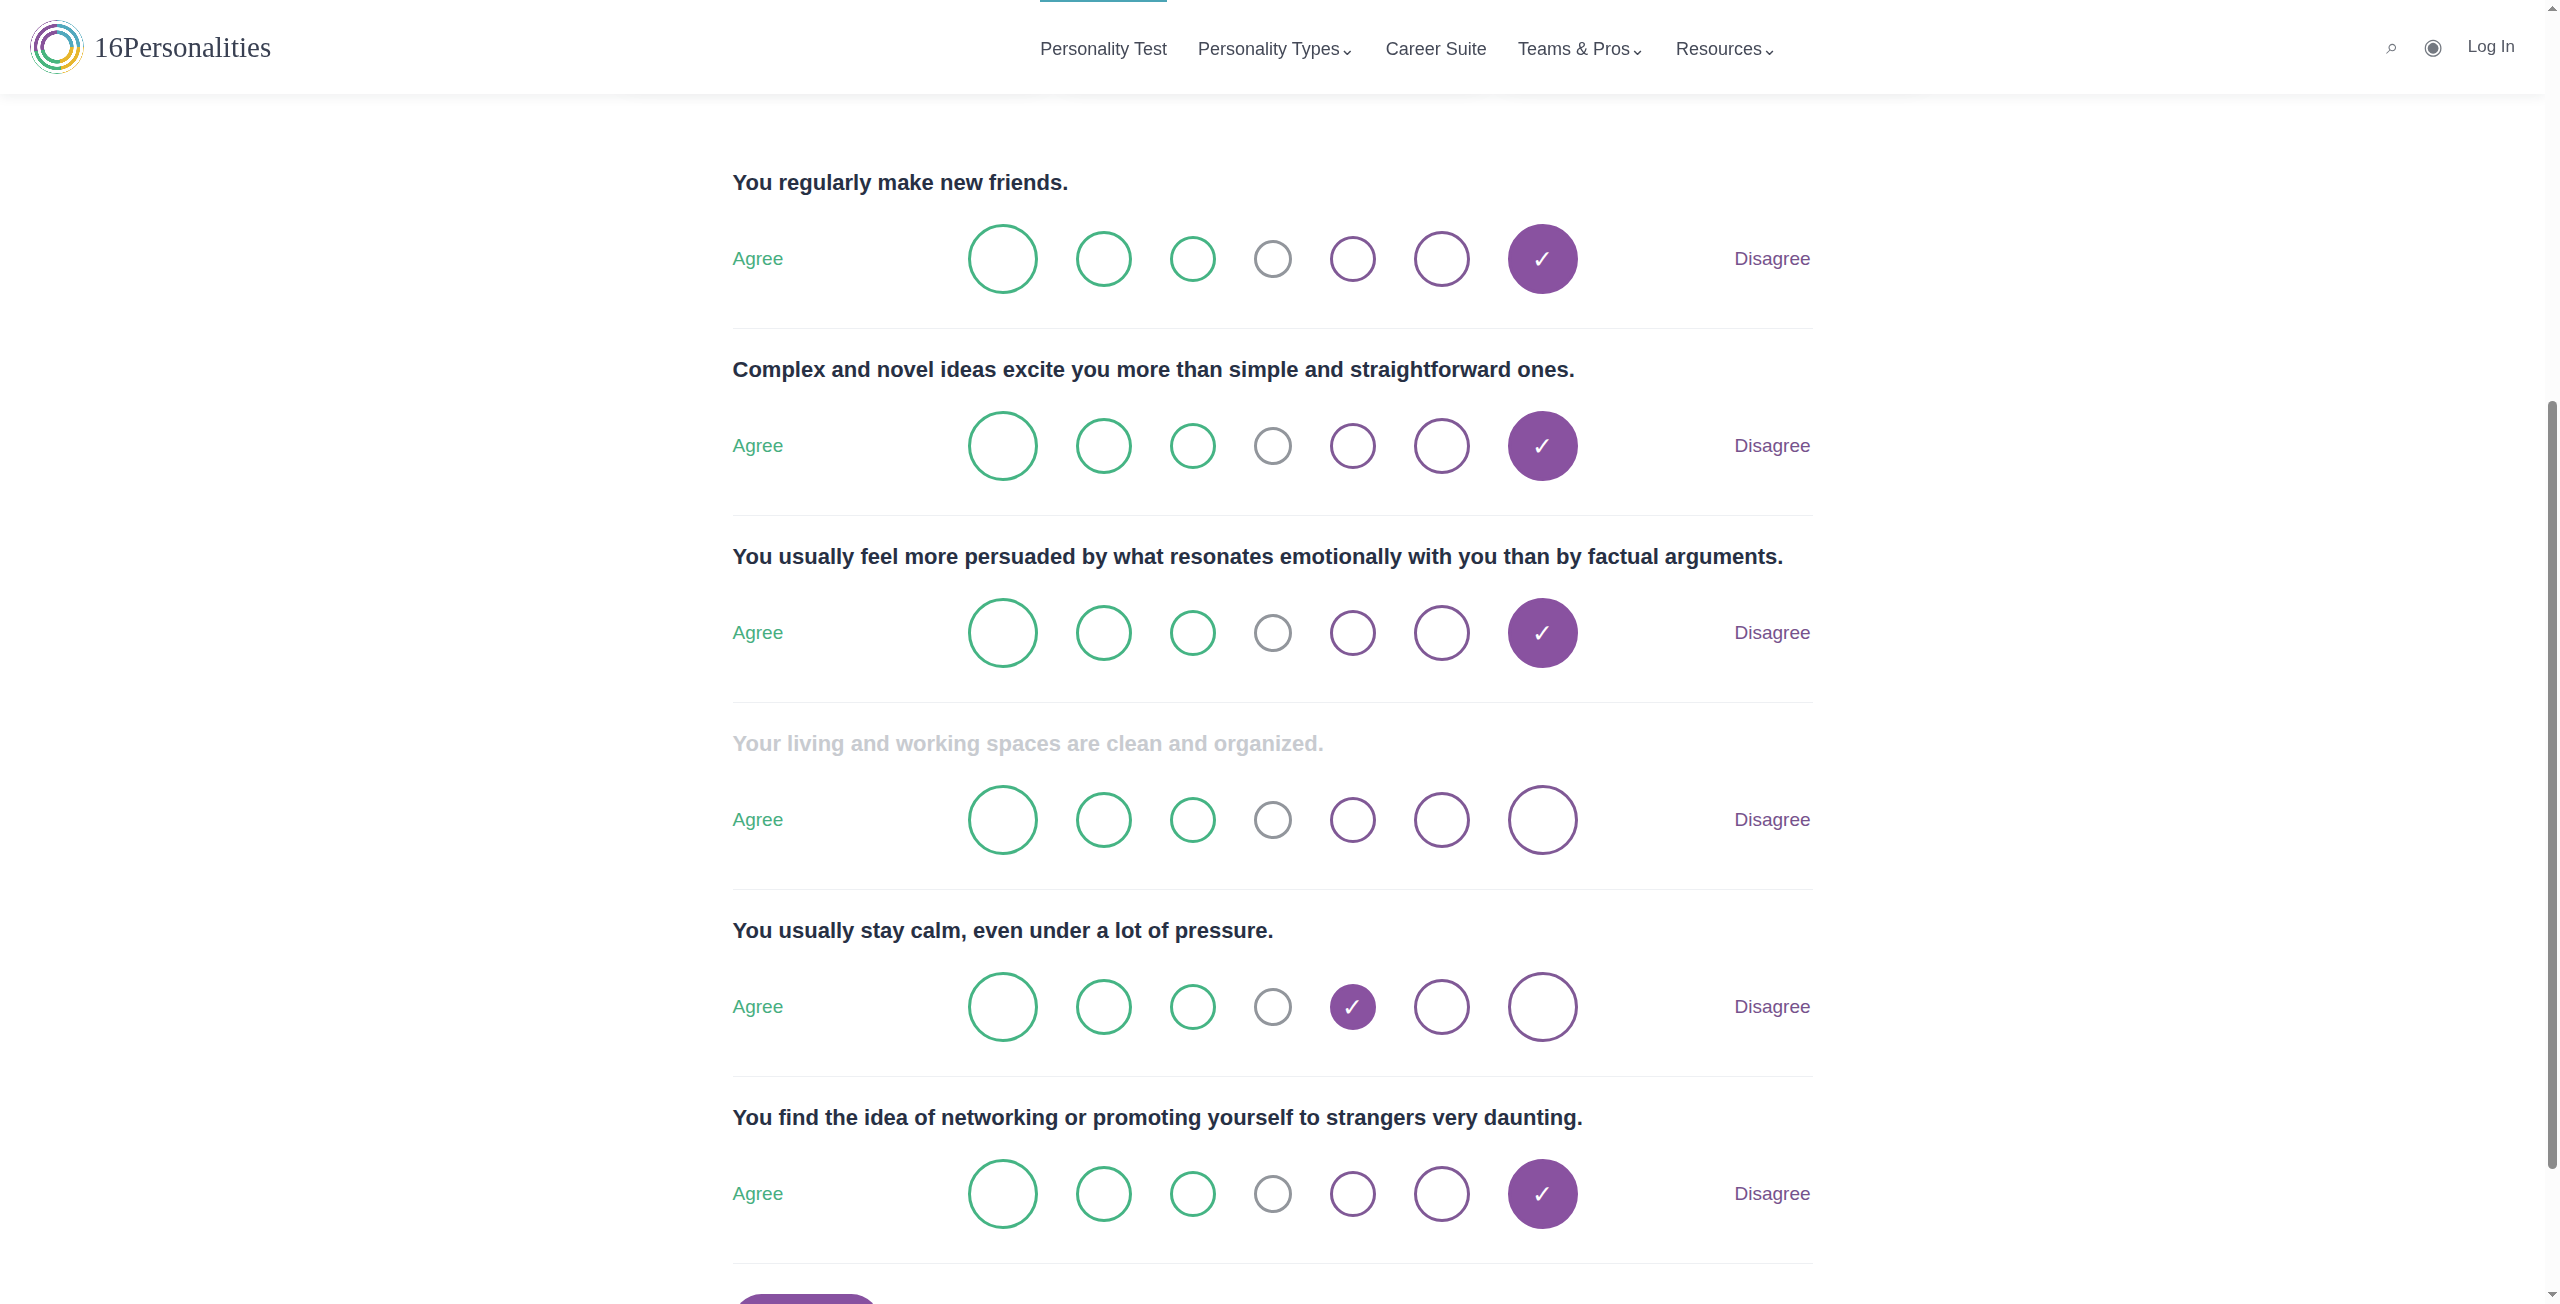 16Personalities
Personality Test
Personality Types
Career Suite
Teams & Pros
Resources
Log In
You regularly make new friends.
Agree
Disagree
Complex and novel ideas excite you more than simple and straightforward ones.
Agree
Disagree
You usually feel more persuaded by what resonates emotionally with you than by factual arguments.
Agree
Disagree
Your living and working spaces are clean and organized.
Agree
Disagree
You usually stay calm, even under a lot of pressure.
Agree
Disagree
You find the idea of networking or promoting yourself to strangers very daunting.
Agree
Disagree